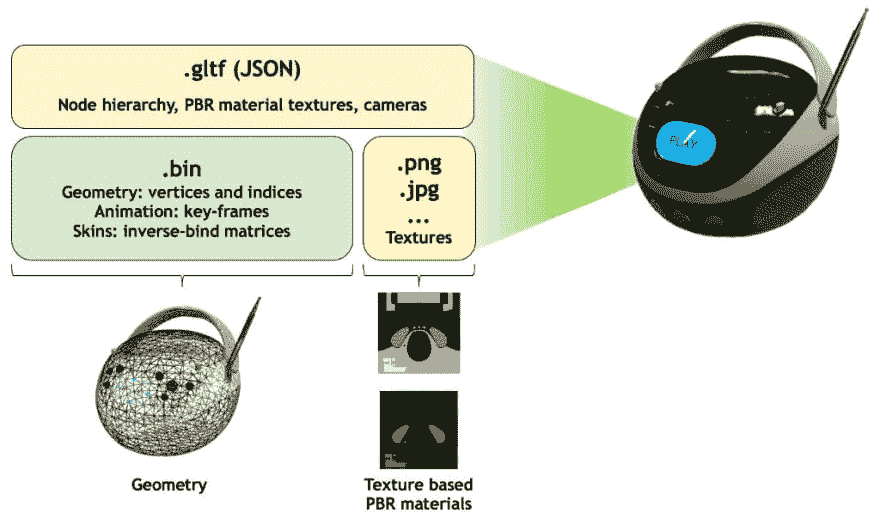 .gltf (JSON)
Node hierarchy, PBR material textures, cameras
.bin
Geometry: vertices and indices
Animation: key-frames
Skins: inverse-bind matrices
.png
.jpg
...
Textures
PLAY
Geometry
Texture based
PBR materials